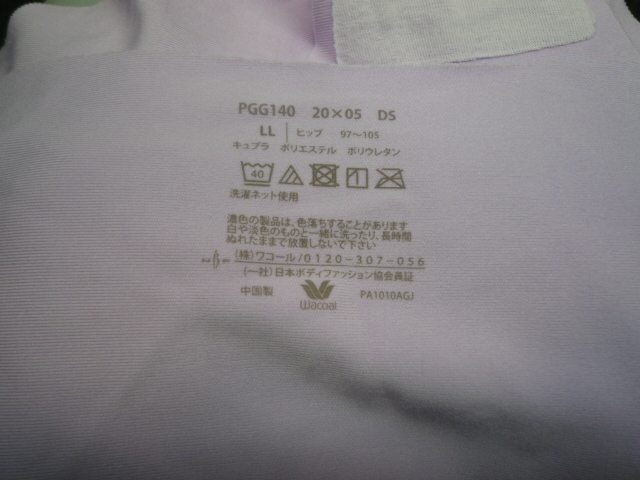 PGG140 20×05 DS
LL ヒップ 97〜105
キュプラ ポリエステル ポリウレタン
40
洗濯ネット使用
濃色の製品は、色落ちすることがあります
白や淡色のものと一緒に洗ったり、長時間
ぬれたままで放置しないで下さい
(株)ワコール/0120-307-056
(一社)日本ボディファッション協会員証
中国製 Wacoal PA1010AGJ